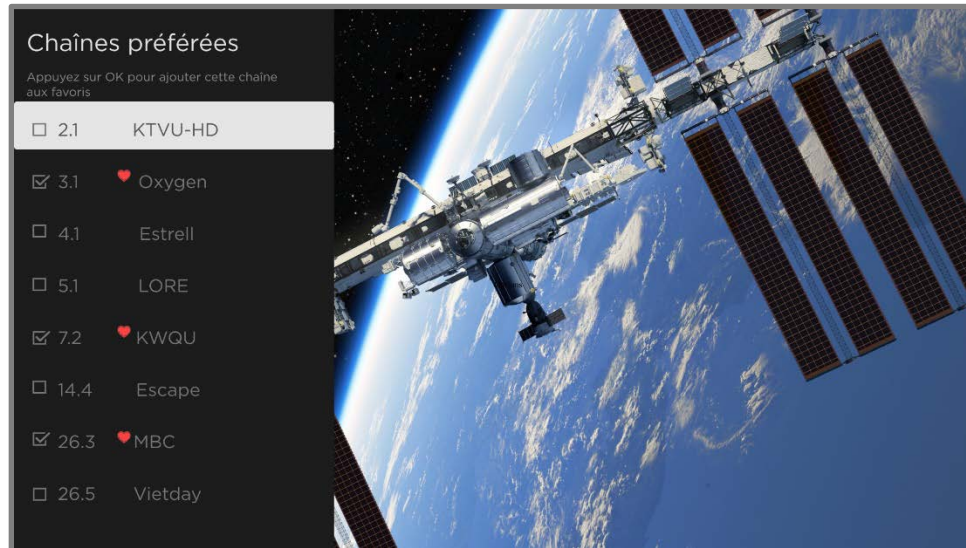 Chaînes préférées
Appuyez sur OK pour ajouter cette chaîne
aux favoris
2.1 KTVU-HD
3.1 Oxygen
4.1 Estrell
5.1 LORE
7.2 KWQU
14.4 Escape
26.3 MBC
26.5 Vietday